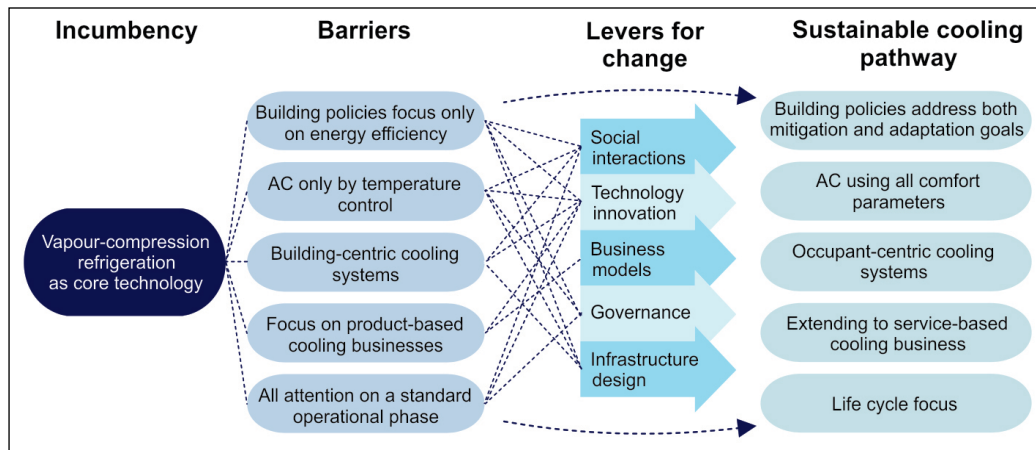 Incumbency
Barriers
Levers for
change
Sustainable cooling
pathway
Vapour-compression
refrigeration
as core technology
Building policies focus only
on energy efficiency
AC only by temperature
control
Building-centric cooling
systems
Focus on product-based
cooling businesses
All attention on a standard
operational phase
Social
interactions
Technology
innovation
Business
models
Governance
Infrastructure
design
Building policies address both
mitigation and adaptation goals
AC using all comfort
parameters
Occupant-centric cooling
systems
Extending to service-based
cooling business
Life cycle focus